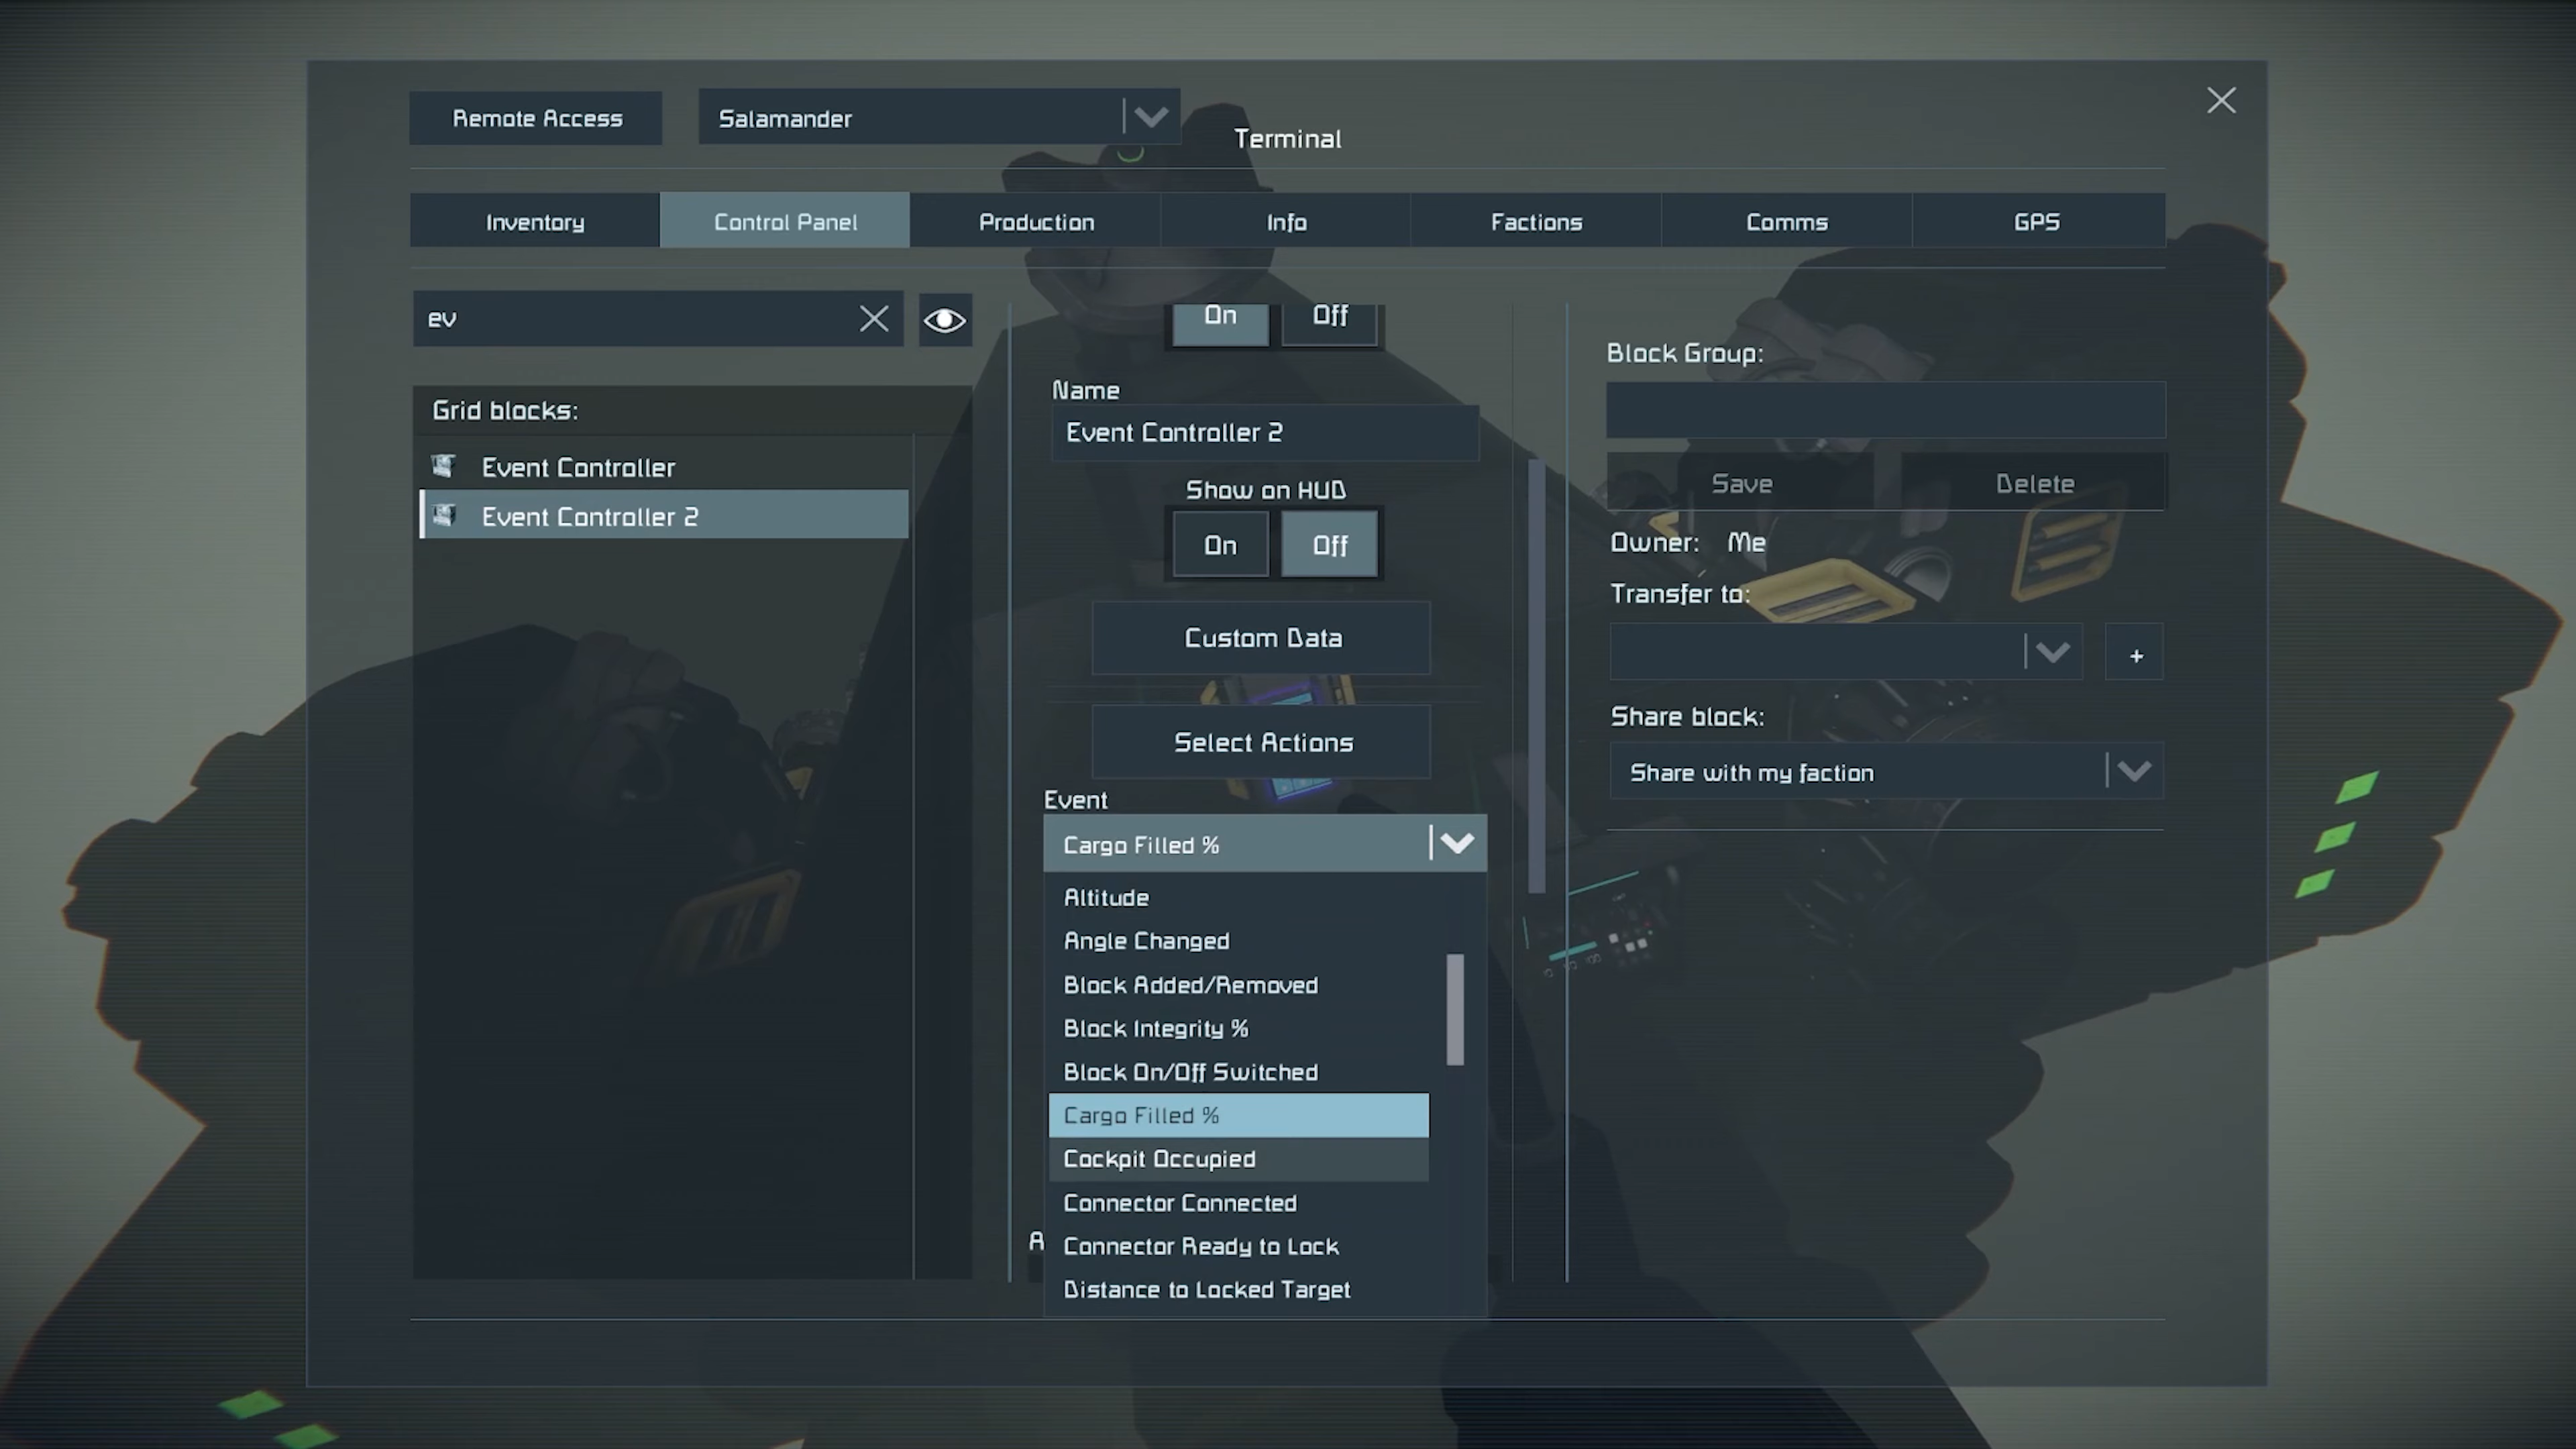 Remote Access
Salamander
Terminal
Inventory
Control Panel
Production
Info
Factions
Comms
GPS
ev
Grid blocks:
Event Controller
Event Controller 2
On
Off
Name
Event Controller 2
Show on HUD
On
Off
Custom Data
Select Actions
Event
Cargo Filled %
Altitude
Angle Changed
Block Added/Removed
Block Integrity %
Block On/Off Switched
Cargo Filled %
Cockpit Occupied
Connector Connected
Connector Ready to Lock
Distance to Locked Target
A
Block Group:
Save
Delete
Owner: Me
Transfer to:
+
Share block:
Share with my faction